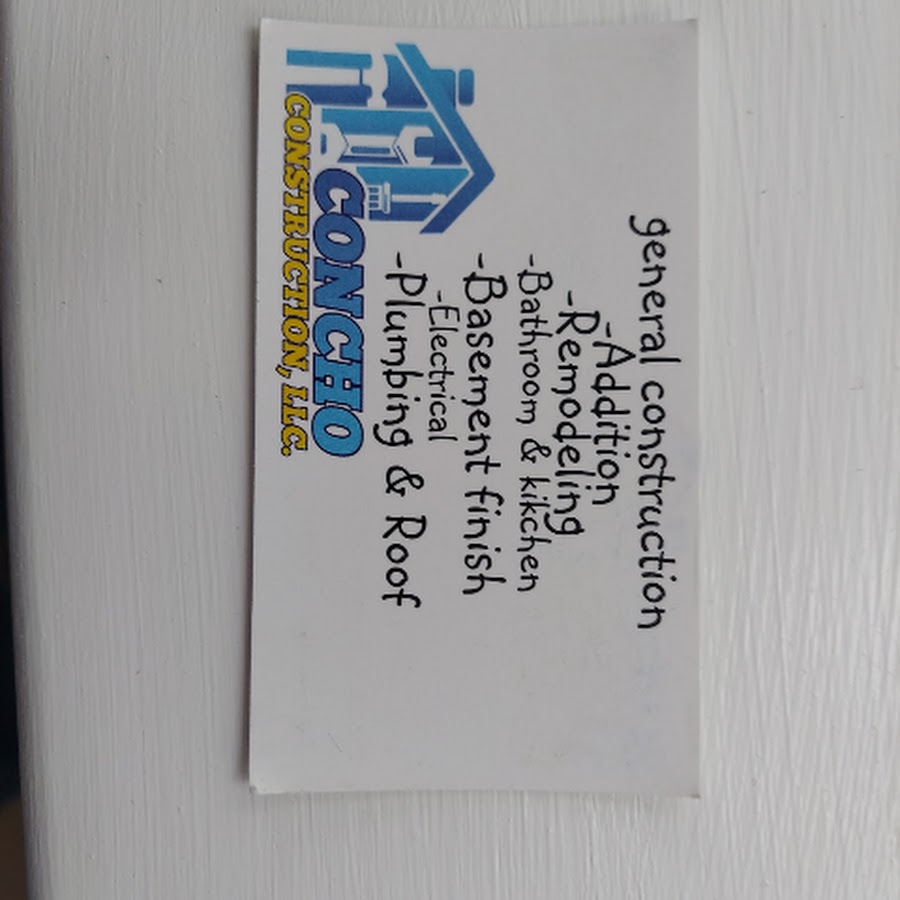 general construction
-Addition
-Remodeling
-Bathroom & kikchen
-Basement finish
-Electrical
-Plumbing & Roof
CONCHO
CONSTRUCTION, LLC.